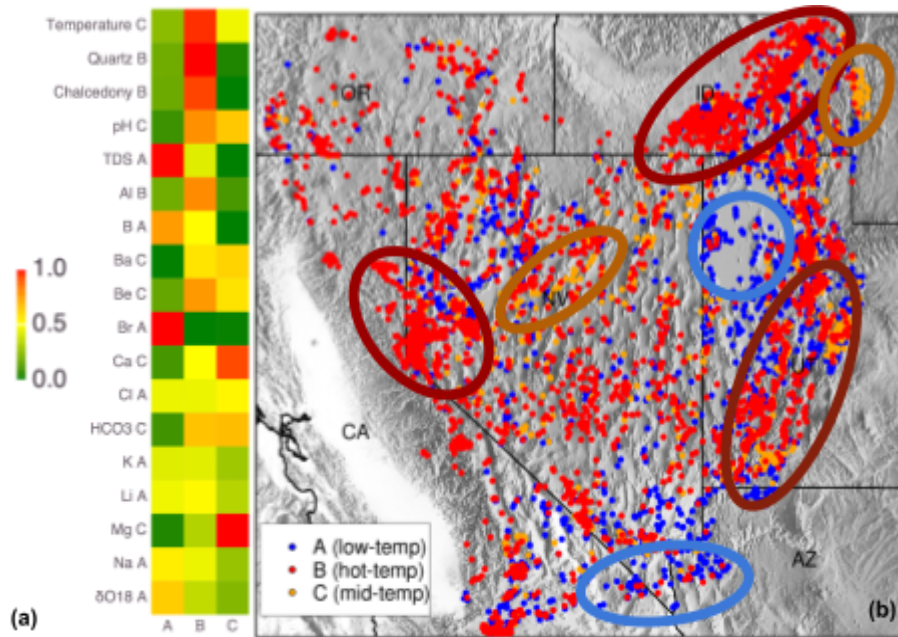 Temperature C
Quartz B
Chalcedony B
pH C
TDS A
Al B
B A
Ba C
Be C
Br A
Ca C
Cl A
HCO3 C
K A
Li A
Mg C
Na A
δO18 A
A B C
1.0
0.5
0.0
(a)
OR
ID
NV
CA
AZ
A (low-temp)
B (hot-temp)
C (mid-temp)
(b)